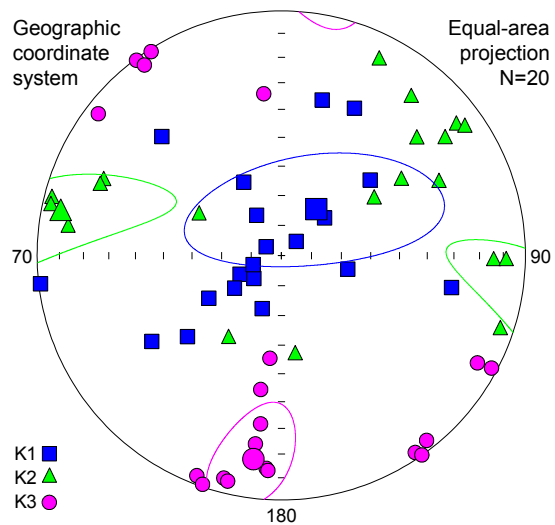 Geographic
coordinate
system
Equal-area
projection
N=20
70
90
K1
K2
K3
180